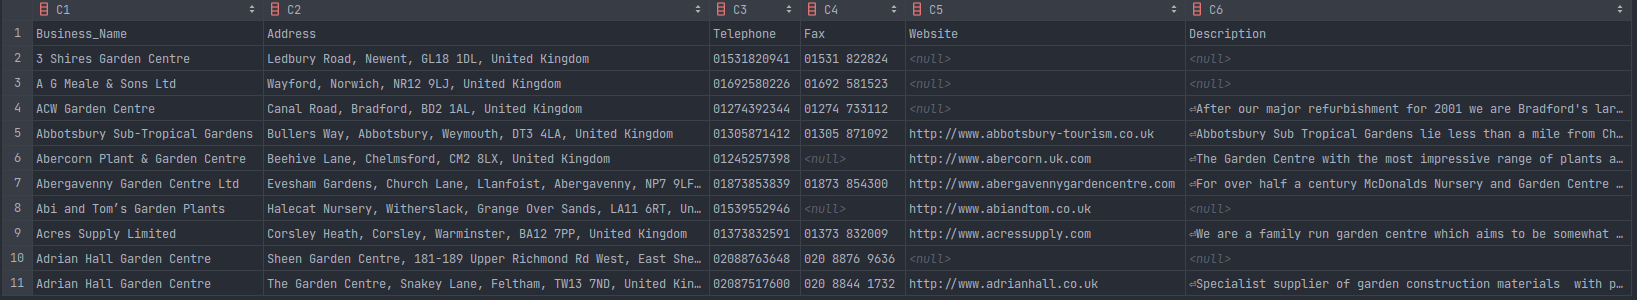 C1 C2 C3 C4 C5 C6
1 Business_Name Address Telephone Fax Website Description
2 3 Shires Garden Centre Ledbury Road, Newent, GL18 1DL, United Kingdom 01531820941 01531 822824 <null> <null>
3 A G Meale & Sons Ltd Wayford, Norwich, NR12 9LJ, United Kingdom 01692580226 01692 581523 <null> <null>
4 ACW Garden Centre Canal Road, Bradford, BD2 1AL, United Kingdom 01274392344 01274 733112 <null> ⏎After our major refurbishment for 2001 we are Bradford's lar…
5 Abbotsbury Sub-Tropical Gardens Bullers Way, Abbotsbury, Weymouth, DT3 4LA, United Kingdom 01305871412 01305 871092 http://www.abbotsbury-tourism.co.uk ⏎Abbotsbury Sub Tropical Gardens lie less than a mile from Ch…
6 Abercorn Plant & Garden Centre Beehive Lane, Chelmsford, CM2 8LX, United Kingdom 01245257398 <null> http://www.abercorn.uk.com ⏎The Garden Centre with the most impressive range of plants a…
7 Abergavenny Garden Centre Ltd Evesham Gardens, Church Lane, Llanfoist, Abergavenny, NP7 9LF… 01873853839 01873 854300 http://www.abergavennygardencentre.com ⏎For over half a century McDonalds Nursery and Garden Centre …
8 Abi and Tom’s Garden Plants Halecat Nursery, Witherslack, Grange Over Sands, LA11 6RT, Un… 01539552946 <null> http://www.abiandtom.co.uk <null>
9 Acres Supply Limited Corsley Heath, Corsley, Warminster, BA12 7PP, United Kingdom 01373832591 01373 832009 http://www.acressupply.com ⏎We are a family run garden centre which aims to be somewhat …
10 Adrian Hall Garden Centre Sheen Garden Centre, 181-189 Upper Richmond Rd West, East She… 02088763648 020 8876 9636 <null> <null>
11 Adrian Hall Garden Centre The Garden Centre, Snakey Lane, Feltham, TW13 7ND, United Kin… 02087517600 020 8844 1732 http://www.adrianhall.co.uk ⏎Specialist supplier of garden construction materials  with p…